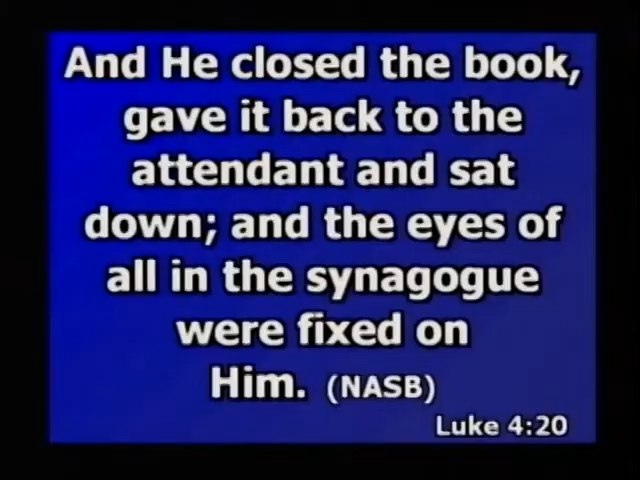 And He closed the book,
gave it back to the
attendant and sat
down; and the eyes of
all in the synagogue
were fixed on
Him. (NASB)
Luke 4:20